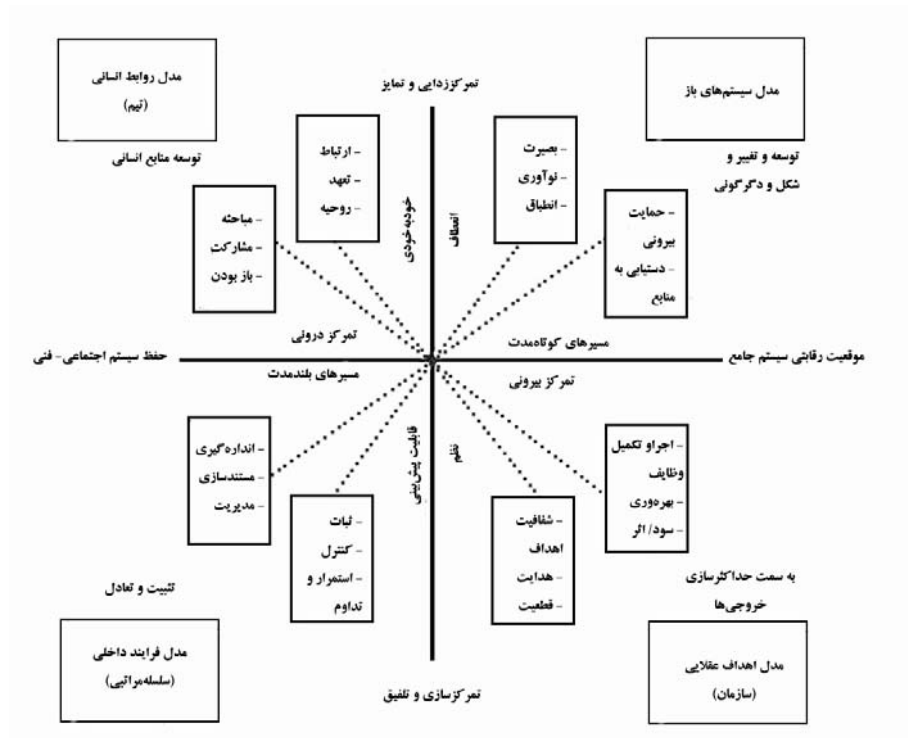 تمرکززدایی و تمایز
مدل سیستم‌های باز
توسعه و تغییر و
شکل و دگرگونی
مدل روابط انسانی
(تیم)
توسعه منابع انسانی
- بصیرت
- نوآوری
- انطباق
- حمایت
بیرونی
- دستیابی به
منابع
- ارتباط
- تعهد
- روحیه
- مباحثه
- مشارکت
- باز بودن
انعطاف
خودبه‌خودی
مسیرهای کوتاه‌مدت
تمرکز درونی
موقعیت رقابتی سیستم جامع
حفظ سیستم اجتماعی- فنی
تمرکز بیرونی
مسیرهای بلندمدت
نظم
قابلیت پیش‌بینی
- اجرا و تکمیل
وظایف
- بهره‌وری
- سود/ اثر
- شفافیت
اهداف
- هدایت
- قطعیت
- اندازه‌گیری
- مستندسازی
- مدیریت
- ثبات
- کنترل
- استمرار و
تداوم
به سمت حداکثرسازی
خروجی‌ها
مدل اهداف عقلایی
(سازمان)
تثبیت و تعادل
مدل فرایند داخلی
(سلسله‌مراتبی)
تمرکزسازی و تلفیق